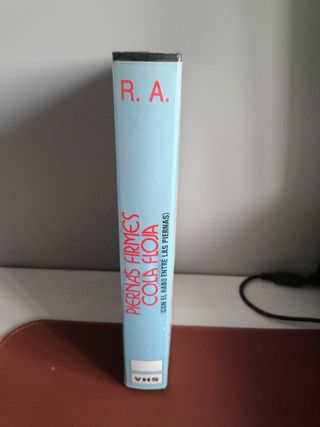 R. A.
PIERNAS FIRMES
COLA FLOJA
(CON EL RABO ENTRE LAS PIERNAS)
VHS